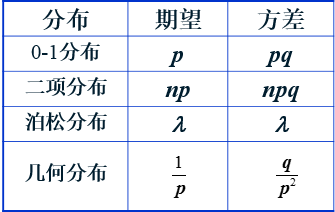 分布 期望 方差
0-1分布 p pq
二项分布 np npq
泊松分布 λ λ
几何分布 1/p q/p²